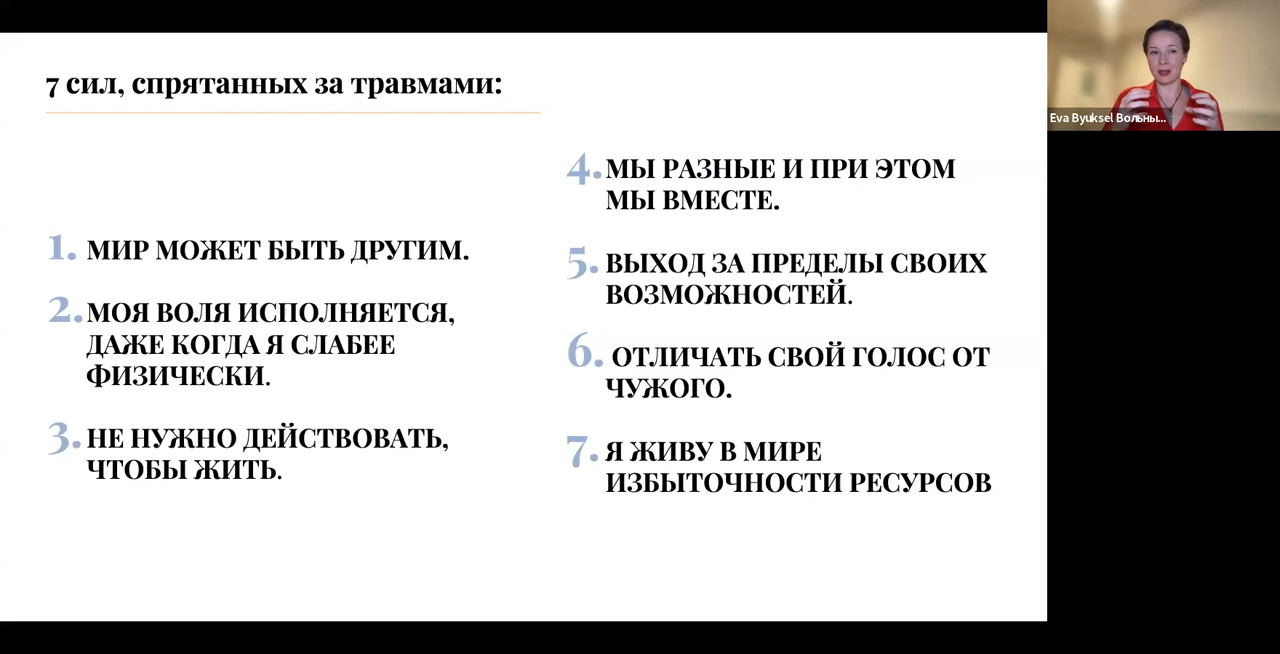 7 сил, спрятанных за травмами:
1. МИР МОЖЕТ БЫТЬ ДРУГИМ.
2. МОЯ ВОЛЯ ИСПОЛНЯЕТСЯ,
ДАЖЕ КОГДА Я СЛАБЕЕ
ФИЗИЧЕСКИ.
3. НЕ НУЖНО ДЕЙСТВОВАТЬ,
ЧТОБЫ ЖИТЬ.
4. МЫ РАЗНЫЕ И ПРИ ЭТОМ
МЫ ВМЕСТЕ.
5. ВЫХОД ЗА ПРЕДЕЛЫ СВОИХ
ВОЗМОЖНОСТЕЙ.
6. ОТЛИЧАТЬ СВОЙ ГОЛОС ОТ
ЧУЖОГО.
7. Я ЖИВУ В МИРЕ
ИЗБЫТОЧНОСТИ РЕСУРСОВ
Eva Byuksel Вольны...